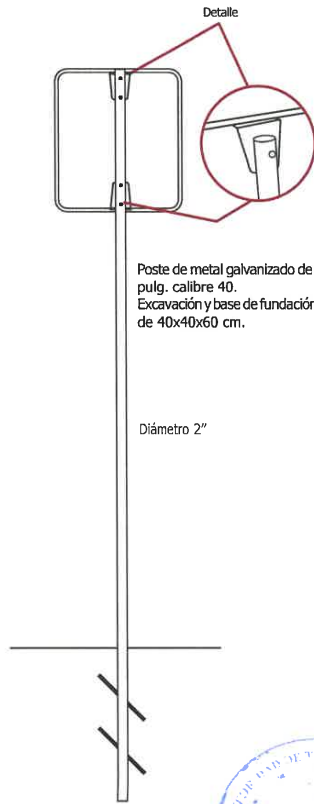 Detalle
Poste de metal galvanizado de
pulg. calibre 40.
Excavación y base de fundación
de 40x40x60 cm.
Diámetro 2"